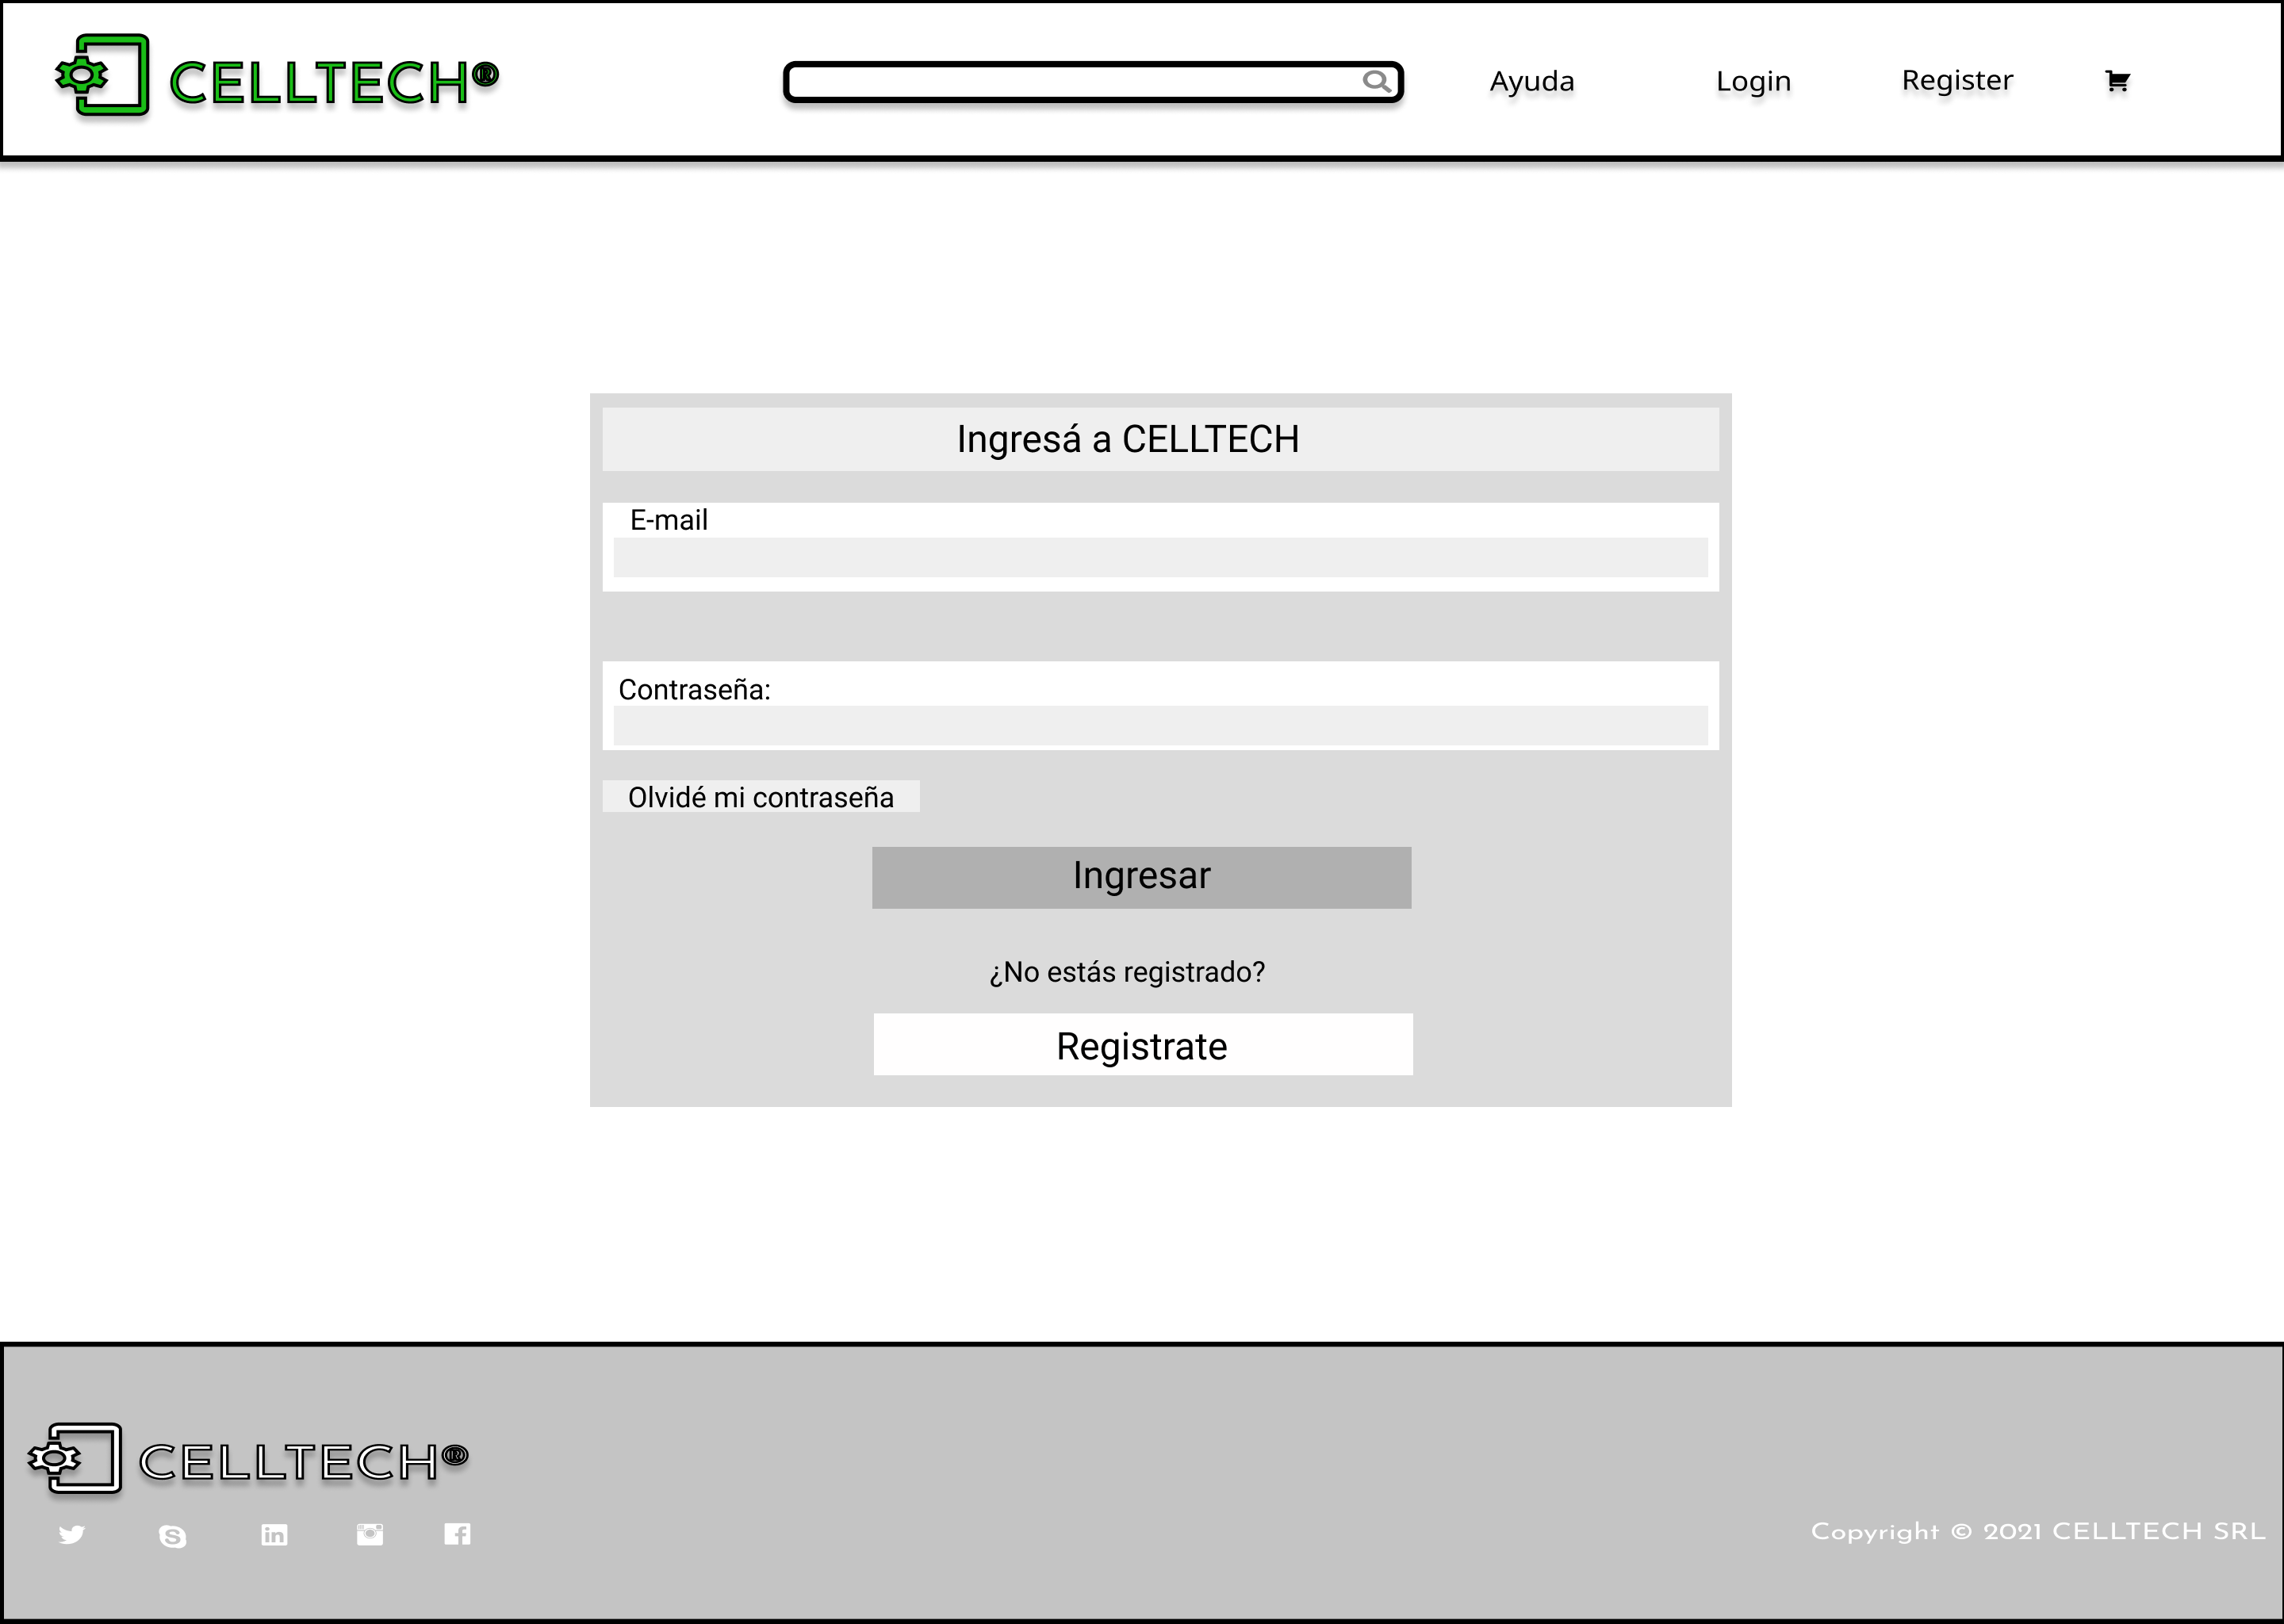 CELLTECH®
Ayuda
Login
Register
Ingresá a CELLTECH
E-mail
Contraseña:
Olvidé mi contraseña
Ingresar
¿No estás registrado?
Registrate
CELLTECH®
Copyright © 2021 CELLTECH SRL